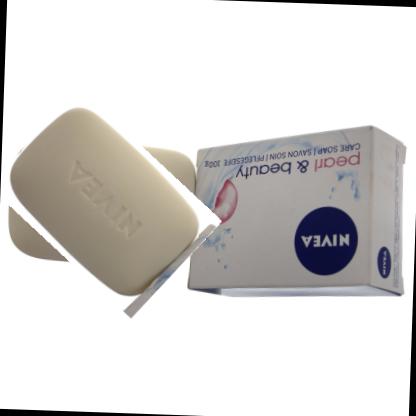 NIVEA
NIVEA
pearl & beauty
CARE SOAP | SAVON SOIN | PFLEGESEIFE 100g
NIVEA